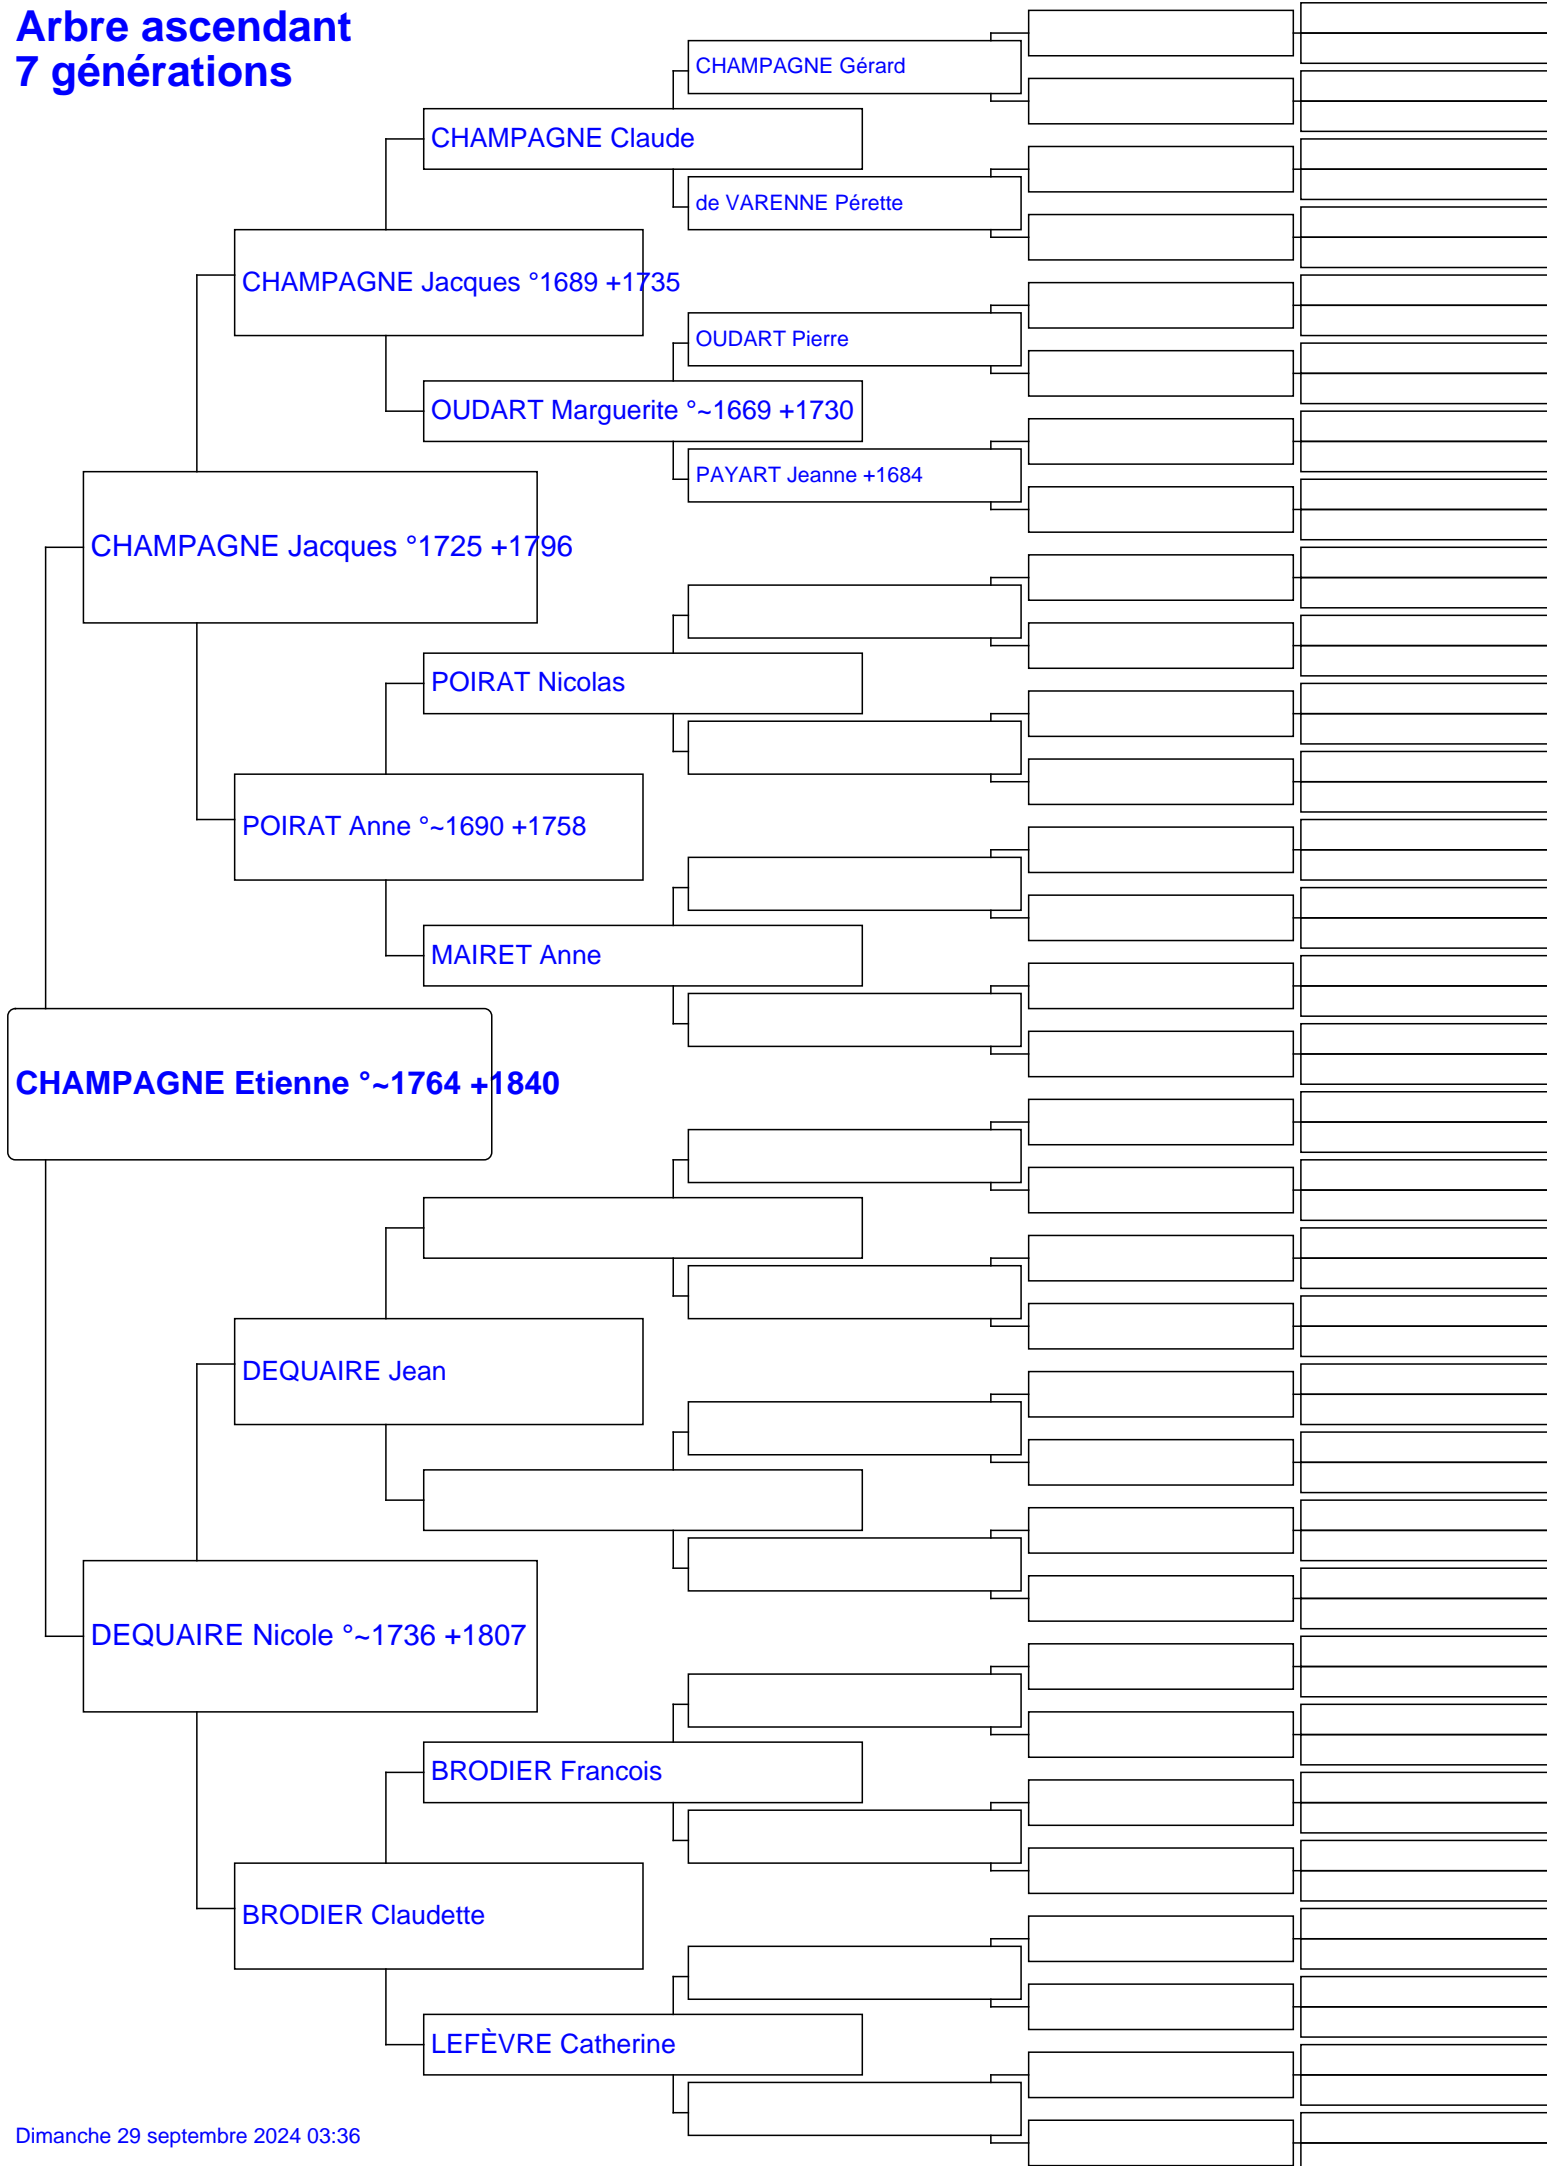 Arbre ascendant
7 générations
CHAMPAGNE Gérard
CHAMPAGNE Claude
de VARENNE Pérette
CHAMPAGNE Jacques °1689 +1735
OUDART Pierre
OUDART Marguerite °~1669 +1730
PAYART Jeanne +1684
CHAMPAGNE Jacques °1725 +1796
POIRAT Nicolas
POIRAT Anne °~1690 +1758
MAIRET Anne
CHAMPAGNE Etienne °~1764 +1840
DEQUAIRE Jean
DEQUAIRE Nicole °~1736 +1807
BRODIER Francois
BRODIER Claudette
LEFÈVRE Catherine
Dimanche 29 septembre 2024 03:36